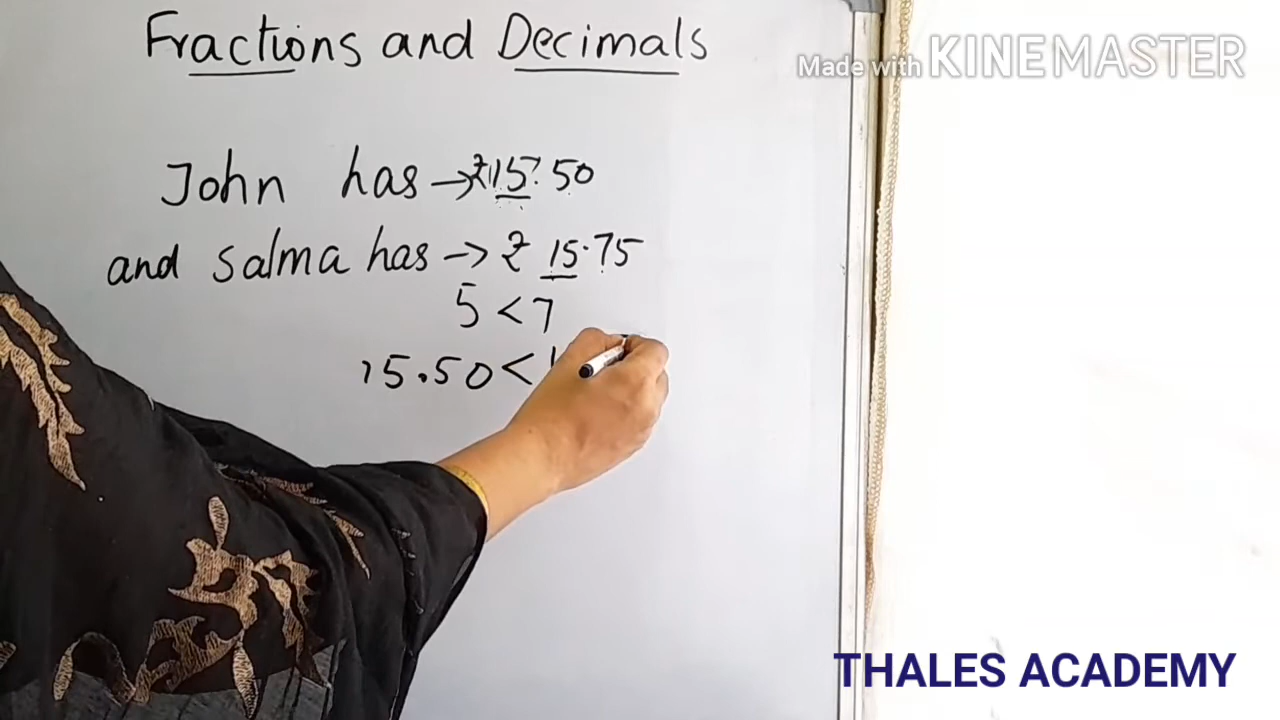 Fractions and Decimals
Made with KINEMASTER
John has → ₹ 15.50
and Salma has → ₹ 15.75
5 < 7
15.50 <
THALES ACADEMY